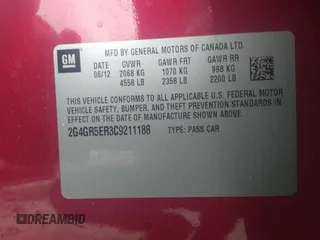 GM
MFD BY GENERAL MOTORS OF CANADA LTD.
DATE GVWR GAWR FRT GAWR RR
06/12 2068 KG 1070 KG 998 KG
4558 LB 2358 LB 2200 LB
THIS VEHICLE CONFORMS TO ALL APPLICABLE U.S. FEDERAL MOTOR
VEHICLE SAFETY, BUMPER, AND THEFT PREVENTION STANDARDS
IN EFFECT ON THE DATE OF MANUFACTURE SHOWN ABOVE.
2G4GR5ER3C9211188 TYPE: PASS CAR
DREAMBID